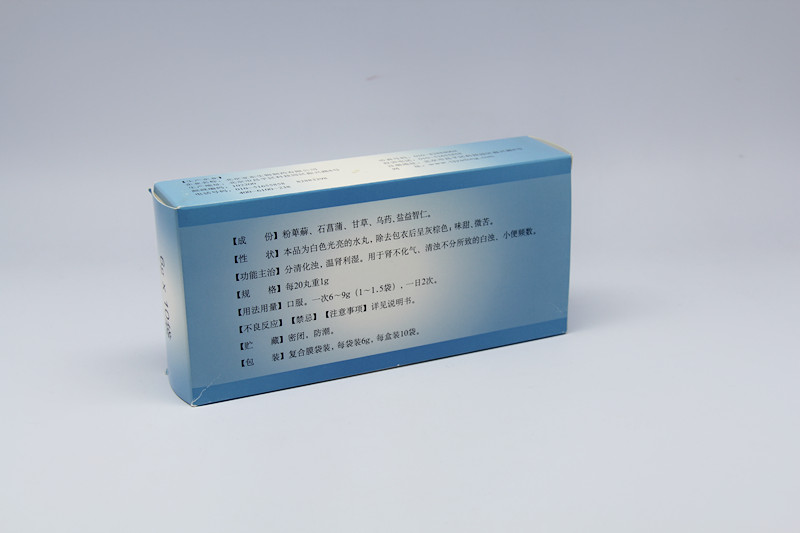 【成 份】粉萆薢、石菖蒲、甘草、乌药、盐益智仁。
【性 状】本品为白色光亮的水丸，除去包衣后呈灰棕色；味甜、微苦。
【功能主治】分清化浊，温肾利湿。用于肾不化气、清浊不分所致的白浊、小便频数。
【规 格】每20丸重1g
【用法用量】口服。一次6～9g（1～1.5袋），一日2次。
【不良反应】【禁忌】【注意事项】详见说明书。
【贮 藏】密闭、防潮。
【包 装】复合膜袋装，每袋装6g，每盒装10袋。
6g×10袋